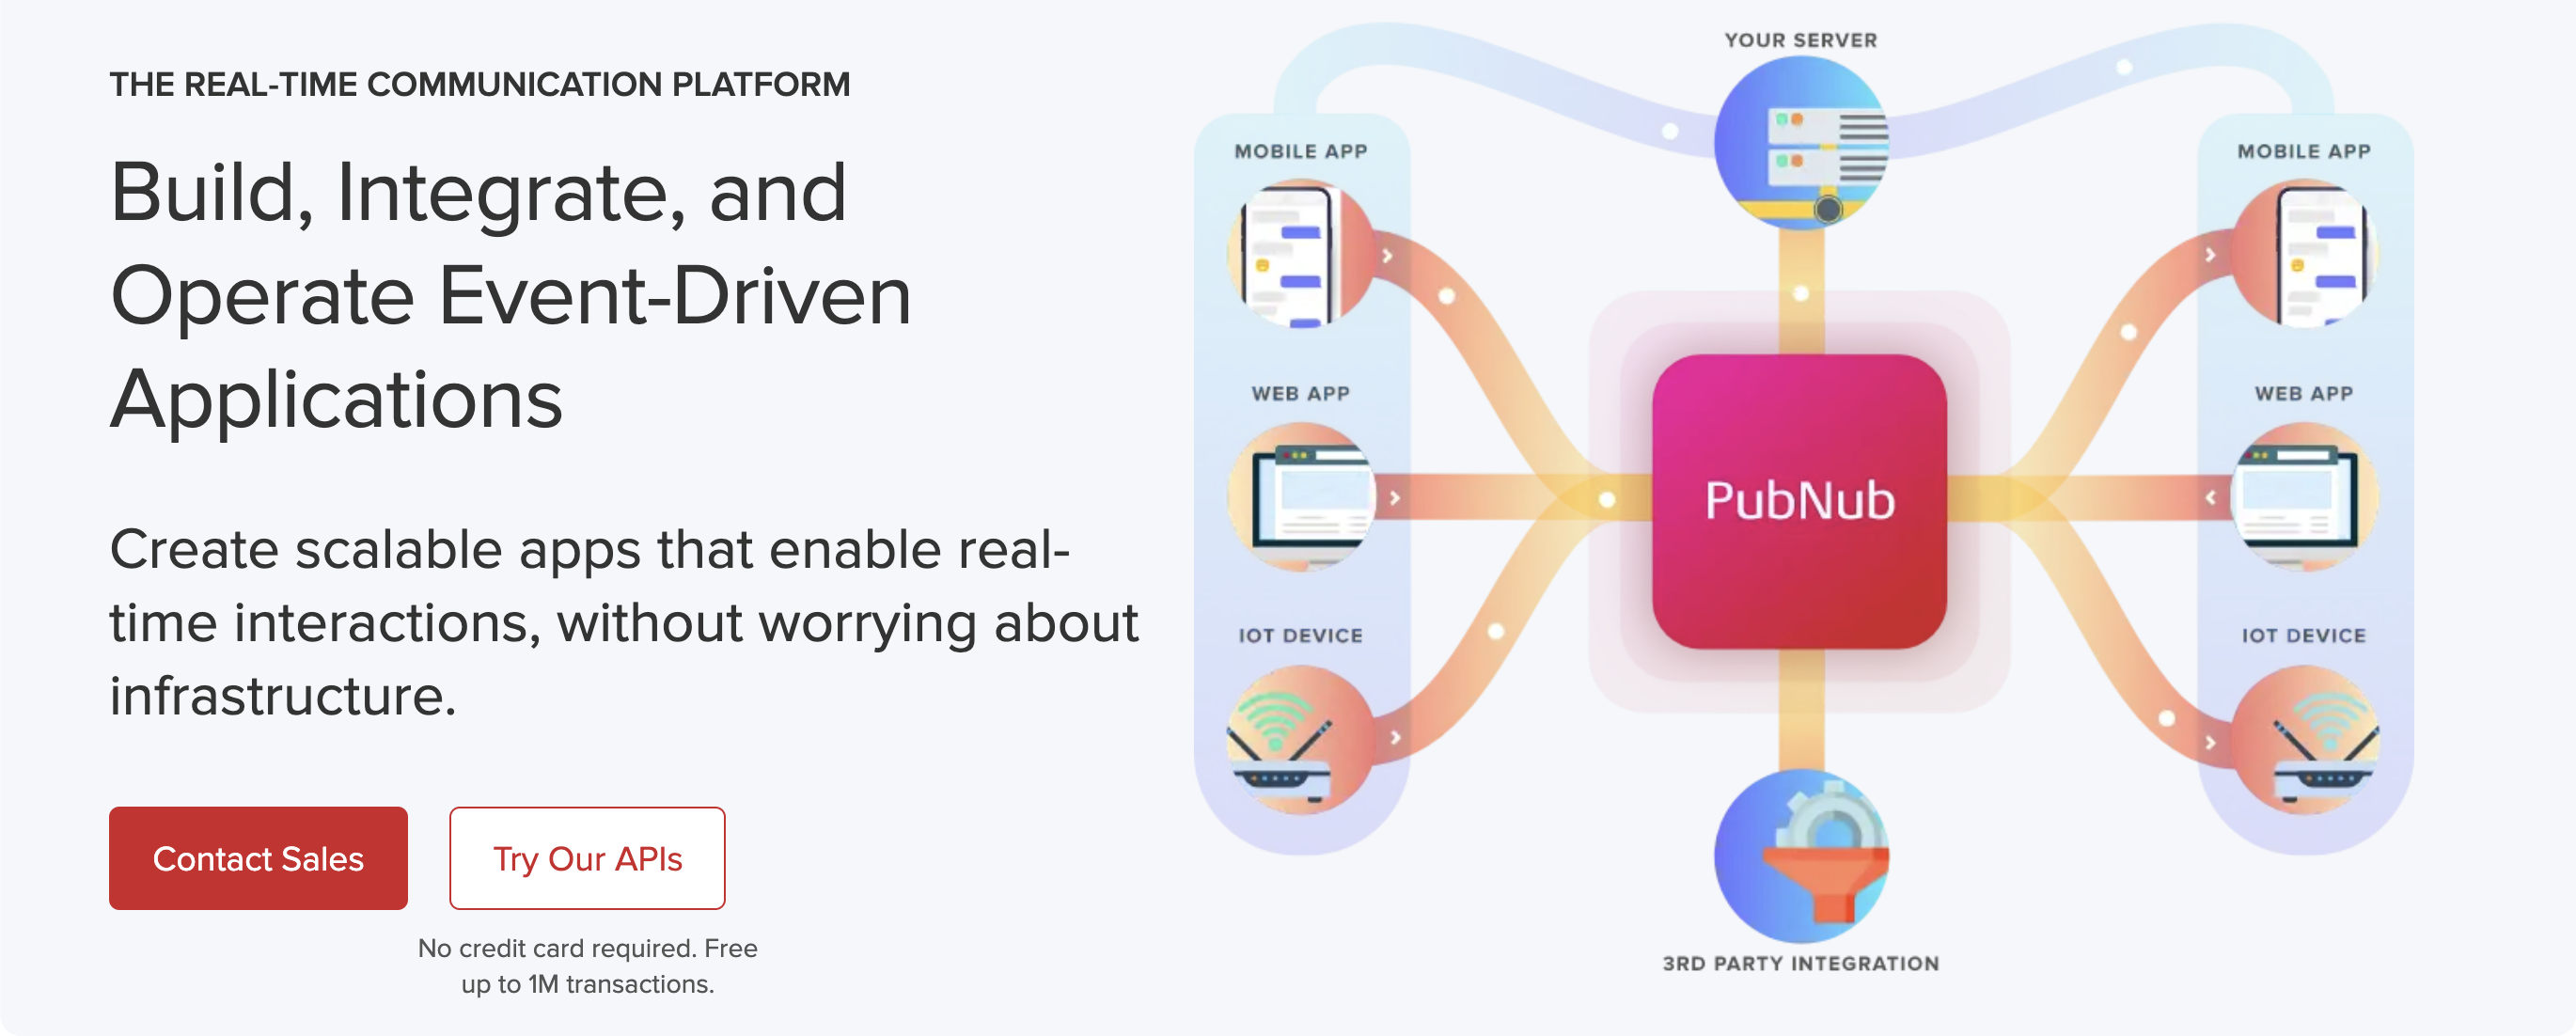 THE REAL-TIME COMMUNICATION PLATFORM
Build, Integrate, and
Operate Event-Driven
Applications
Create scalable apps that enable real-
time interactions, without worrying about
infrastructure.
Contact Sales
Try Our APIs
No credit card required. Free
up to 1M transactions.
YOUR SERVER
MOBILE APP
WEB APP
IOT DEVICE
PubNub
MOBILE APP
WEB APP
IOT DEVICE
3RD PARTY INTEGRATION